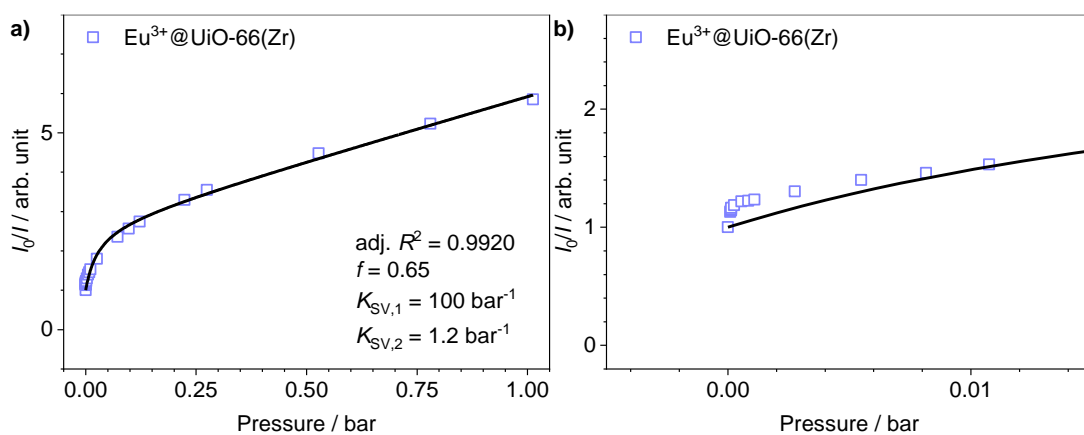 a)
Eu³⁺@UiO-66(Zr)
I₀/I / arb. unit
5
0
adj. R² = 0.9920
f = 0.65
K_SV,1 = 100 bar⁻¹
K_SV,2 = 1.2 bar⁻¹
0.00 0.25 0.50 0.75 1.00
Pressure / bar
b)
Eu³⁺@UiO-66(Zr)
I₀/I / arb. unit
2
1
0
0.00 0.01
Pressure / bar